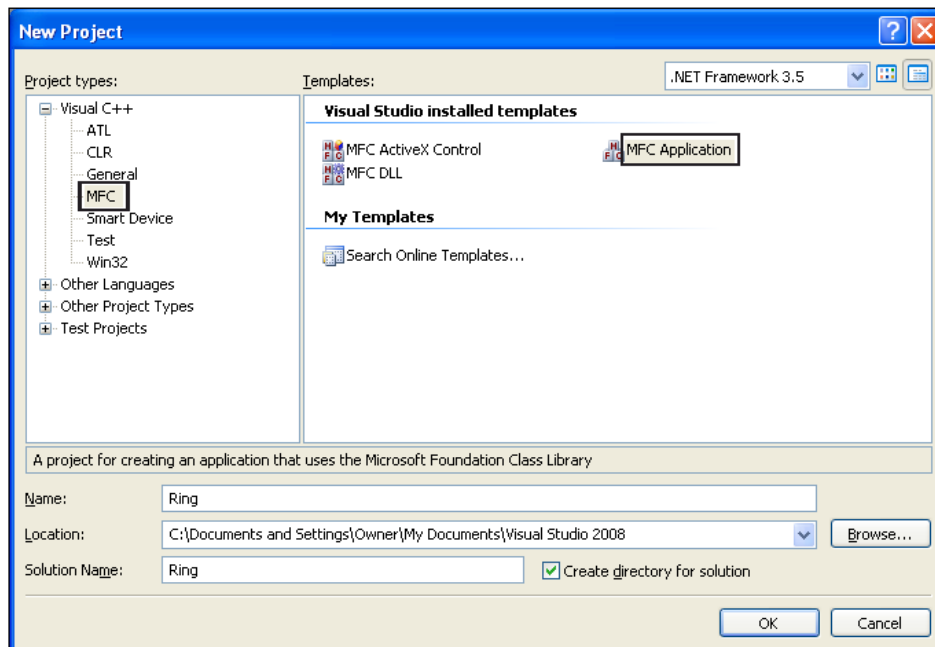 New Project
Project types:
Templates:
.NET Framework 3.5
Visual C++
ATL
CLR
General
MFC
Smart Device
Test
Win32
Other Languages
Other Project Types
Test Projects
Visual Studio installed templates
MFC ActiveX Control
MFC Application
MFC DLL
My Templates
Search Online Templates...
A project for creating an application that uses the Microsoft Foundation Class Library
Name:
Ring
Location:
C:\Documents and Settings\Owner\My Documents\Visual Studio 2008
Browse...
Solution Name:
Ring
Create directory for solution
OK
Cancel